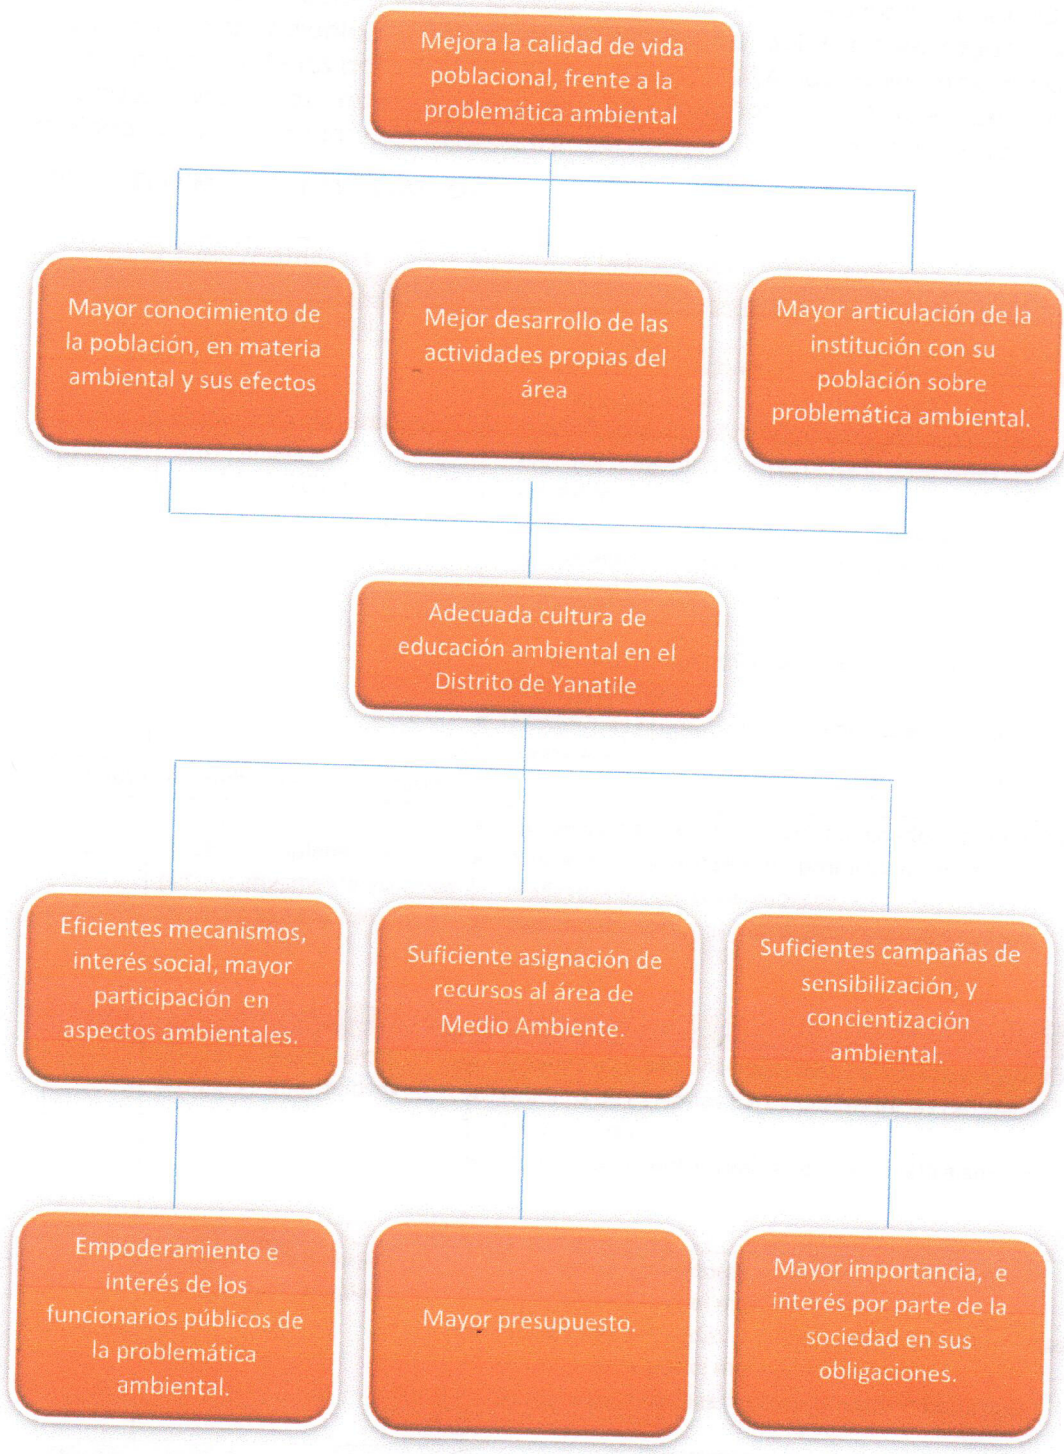 Mejora la calidad de vida
poblacional, frente a la
problemática ambiental
Mayor conocimiento de
la población, en materia
ambiental y sus efectos
Mejor desarrollo de las
actividades propias del
área
Mayor articulación de la
institución con su
población sobre
problemática ambiental.
Adecuada cultura de
educación ambiental en el
Distrito de Yanatile
Eficientes mecanismos,
interés social, mayor
participación en
aspectos ambientales.
Suficiente asignación de
recursos al área de
Medio Ambiente.
Suficientes campañas de
sensibilización, y
concientización
ambiental.
Empoderamiento e
interés de los
funcionarios públicos de
la problemática
ambiental.
Mayor presupuesto.
Mayor importancia, e
interés por parte de la
sociedad en sus
obligaciones.